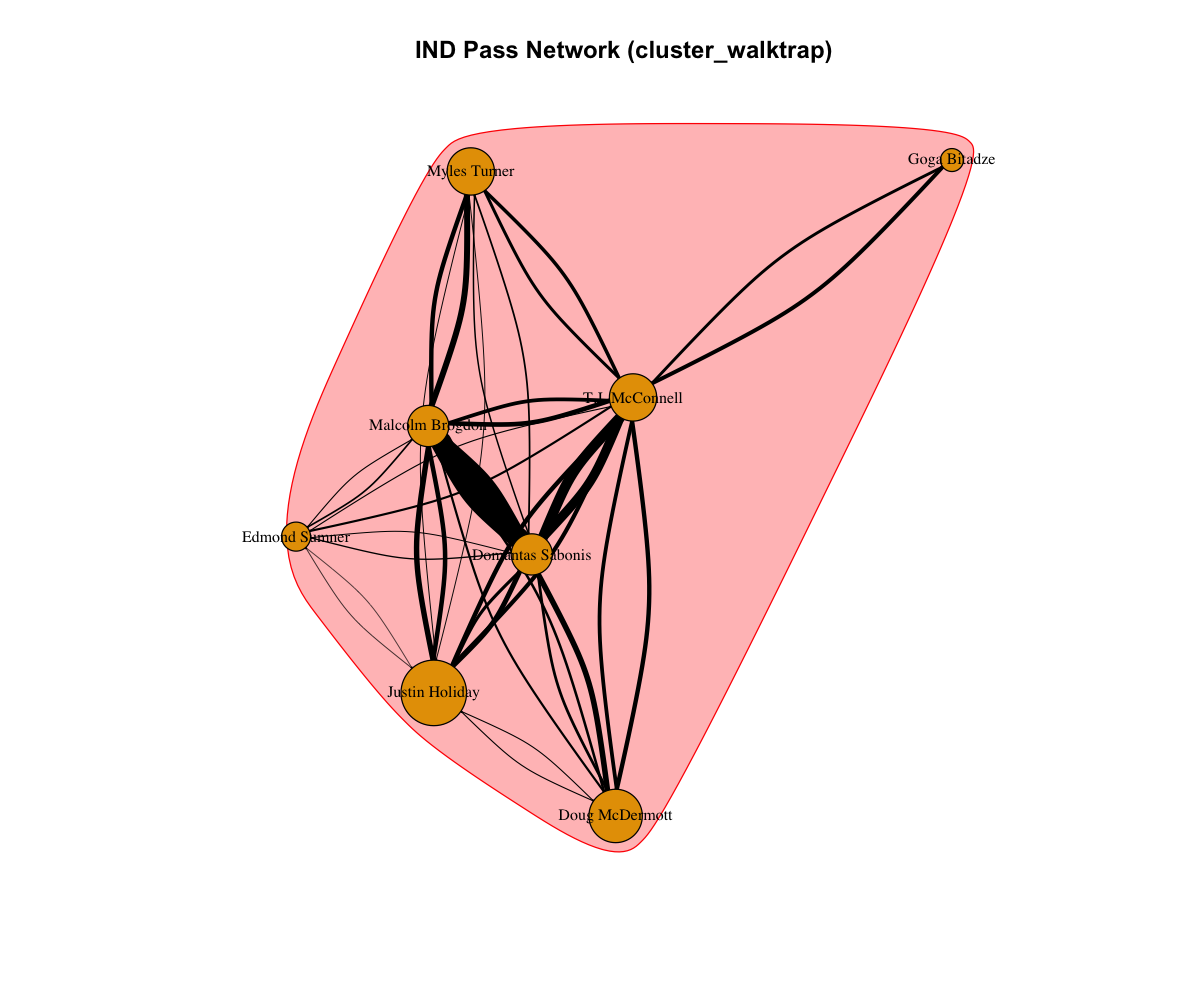 IND Pass Network (cluster_walktrap)
Goga Bitadze
Myles Turner
T.J. McConnell
Malcolm Brogdon
Edmond Sumner
Domantas Sabonis
Justin Holiday
Doug McDermott